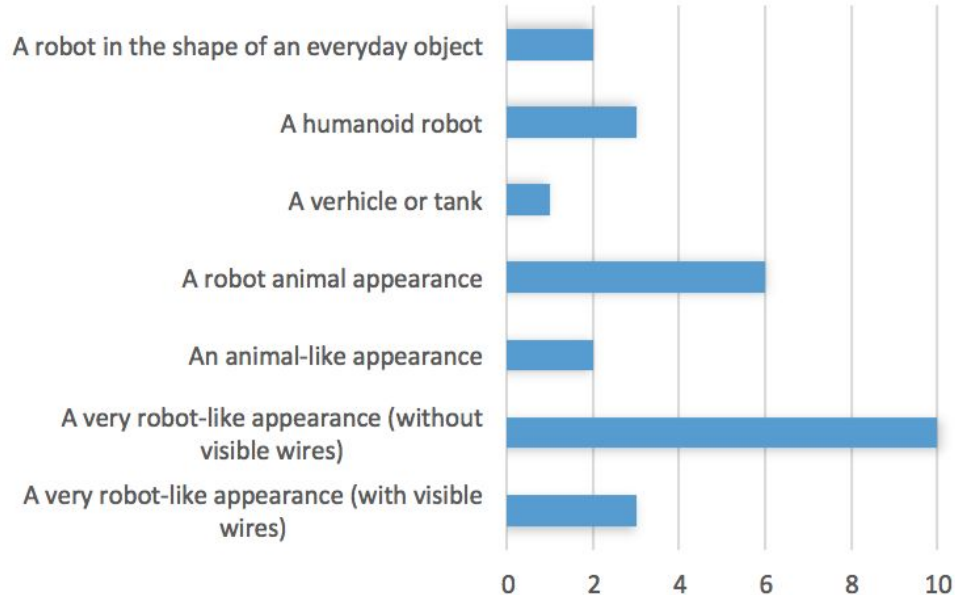 A robot in the shape of an everyday object
A humanoid robot
A verhicle or tank
A robot animal appearance
An animal-like appearance
A very robot-like appearance (without
visible wires)
A very robot-like appearance (with visible
wires)
0 2 4 6 8 10